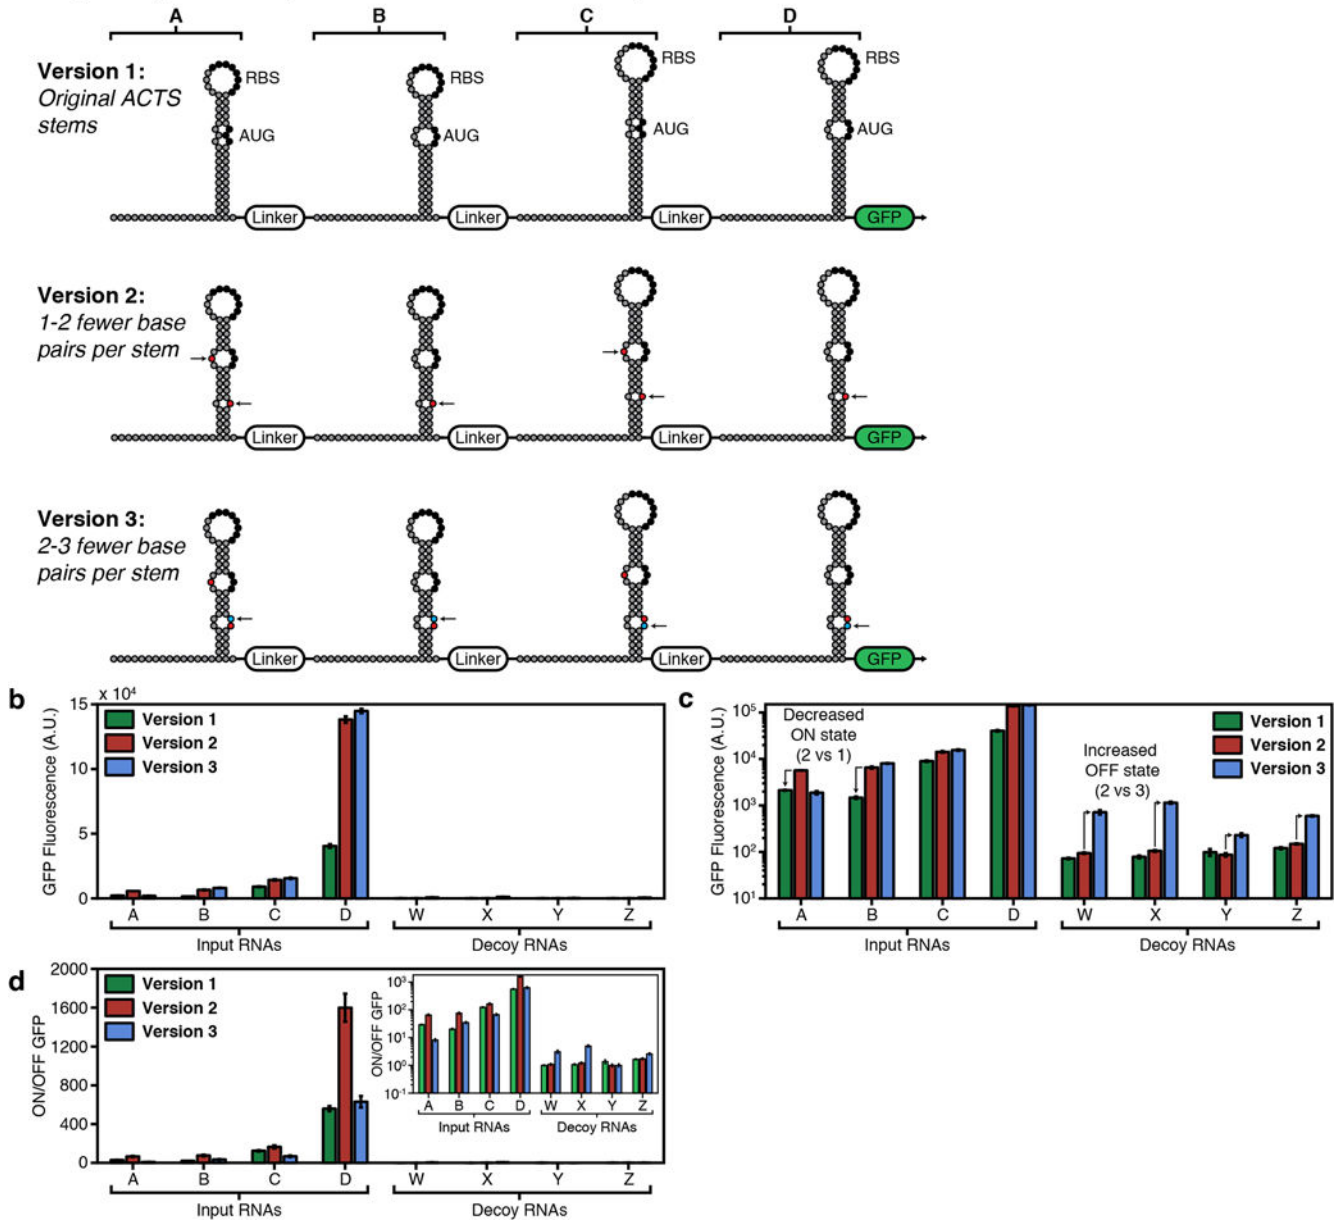 A B C D
Version 1:
Original ACTS
stems
RBS RBS RBS RBS
AUG AUG AUG AUG
Linker Linker Linker GFP
Version 2:
1-2 fewer base
pairs per stem
Linker Linker Linker GFP
Version 3:
2-3 fewer base
pairs per stem
Linker Linker Linker GFP
b
x 10⁴
GFP Fluorescence (A.U.)
15
10
5
0
Version 1
Version 2
Version 3
A B C D W X Y Z
Input RNAs Decoy RNAs
c
GFP Fluorescence (A.U.)
10⁵
10⁴
10³
10²
10¹
Decreased
ON state
(2 vs 1)
Increased
OFF state
(2 vs 3)
Version 1
Version 2
Version 3
A B C D W X Y Z
Input RNAs Decoy RNAs
d
ON/OFF GFP
2000
1600
1200
800
400
0
Version 1
Version 2
Version 3
ON/OFF GFP
10³
10²
10¹
10⁰
10⁻¹
A B C D W X Y Z
Input RNAs Decoy RNAs
A B C D W X Y Z
Input RNAs Decoy RNAs